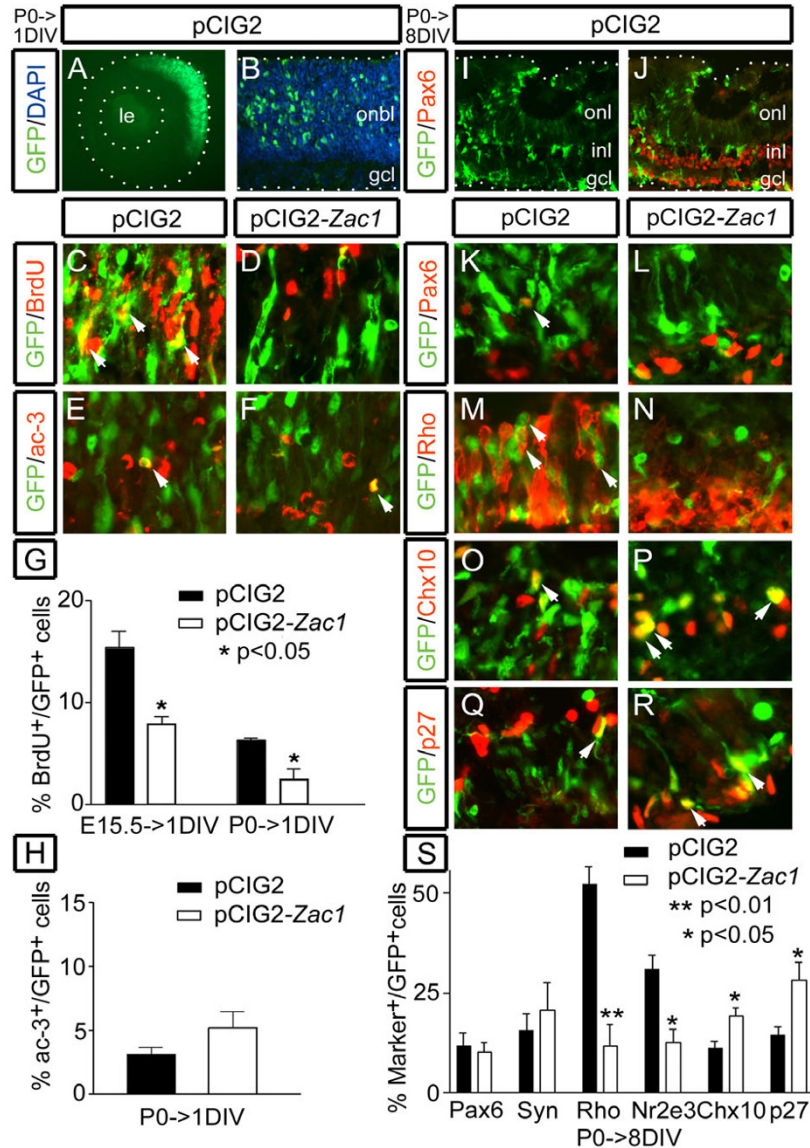 P0->
1DIV
pCIG2
P0->
8DIV
pCIG2
GFP/DAPI
A.
le
B
onbl
gcl
GFP/Pax6
I
onl
inl
gcl
J
onl
inl
gcl
pCIG2
pCIG2-Zac1
pCIG2
pCIG2-Zac1
GFP/BrdU
C
D
GFP/Pax6
K
L
GFP/ac-3
E
F
GFP/Rho
M
N
G
% BrdU+/GFP+ cells
20
10
0
pCIG2
pCIG2-Zac1
* p<0.05
*
*
E15.5->1DIV
P0->1DIV
GFP/Chx10
O
P
GFP/p27
Q
R
H
% ac-3+/GFP+ cells
15
10
5
0
pCIG2
pCIG2-Zac1
P0->1DIV
S
% Marker+/GFP+cells
50
25
0
pCIG2
pCIG2-Zac1
** p<0.01
* p<0.05
**
*
*
*
Pax6
Syn
Rho
Nr2e3
Chx10
p27
P0->8DIV